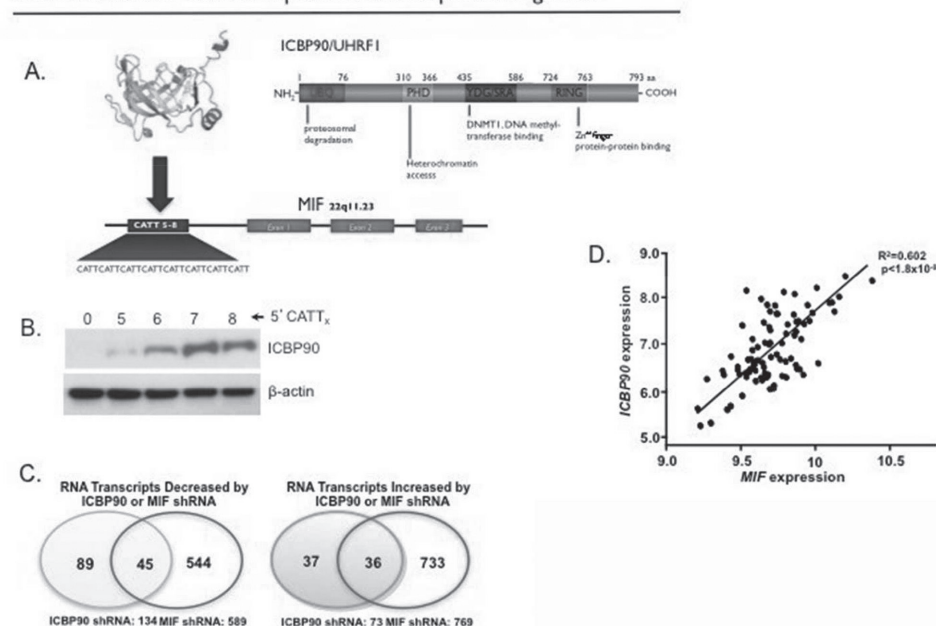 A.
ICBP90/UHRF1
1 76 310 366 435 586 724 763 793 aa
NH2 UBQ PHD YDG/SRA RING COOH
proteosomal
degradation
Heterochromatin
accesss
DNMT1, DNA methyl-
transferase binding
Zn++ finger
protein-protein binding
MIF 22q11.23
CATT 5-8 Exon 1 Exon 2 Exon 3
CATTCATTCATTCATTCATTCATTCATTCATT
B.
0 5 6 7 8 ← 5' CATTx
ICBP90
β-actin
C.
RNA Transcripts Decreased by
ICBP90 or MIF shRNA
89 45 544
ICBP90 shRNA: 134 MIF shRNA: 589
RNA Transcripts Increased by
ICBP90 or MIF shRNA
37 36 733
ICBP90 shRNA: 73 MIF shRNA: 769
D.
R²=0.602
ICBP90 expression
9.0
8.0
7.0
6.0
5.0
9.0 9.5 10 10.5
MIF expression